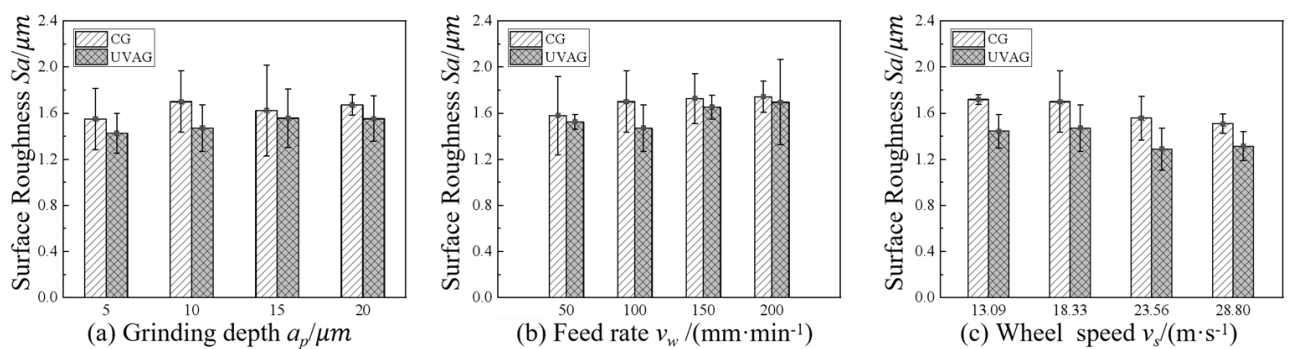 Surface Roughness Sa/μm
2.4
2.0
1.6
1.2
0.8
0.4
0.0
CG
UVAG
5 10 15 20
(a) Grinding depth ap/μm
Surface Roughness Sa/μm
2.4
2.0
1.6
1.2
0.8
0.4
0.0
CG
UVAG
50 100 150 200
(b) Feed rate vw /(mm·min-1)
Surface Roughness Sa/μm
2.4
2.0
1.6
1.2
0.8
0.4
0.0
CG
UVAG
13.09 18.33 23.56 28.80
(c) Wheel speed vs/(m·s-1)